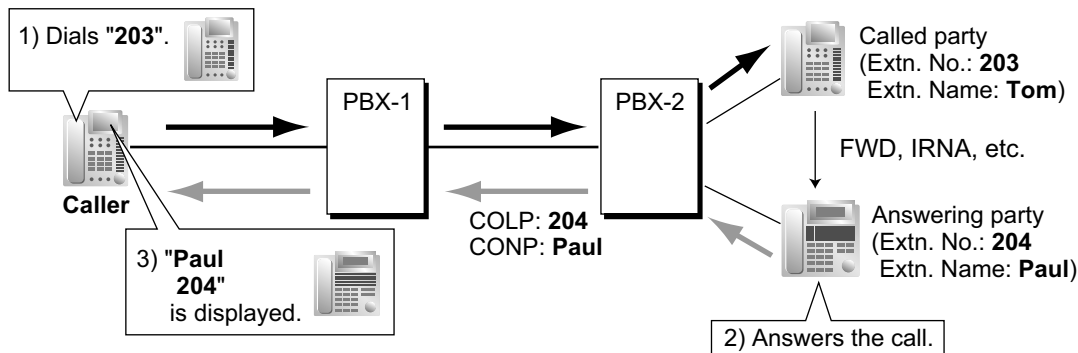 1) Dials "203".
Caller
PBX-1
PBX-2
Called party
(Extn. No.: 203
Extn. Name: Tom)
FWD, IRNA, etc.
COLP: 204
CONP: Paul
Answering party
(Extn. No.: 204
Extn. Name: Paul)
3) "Paul
204"
is displayed.
2) Answers the call.